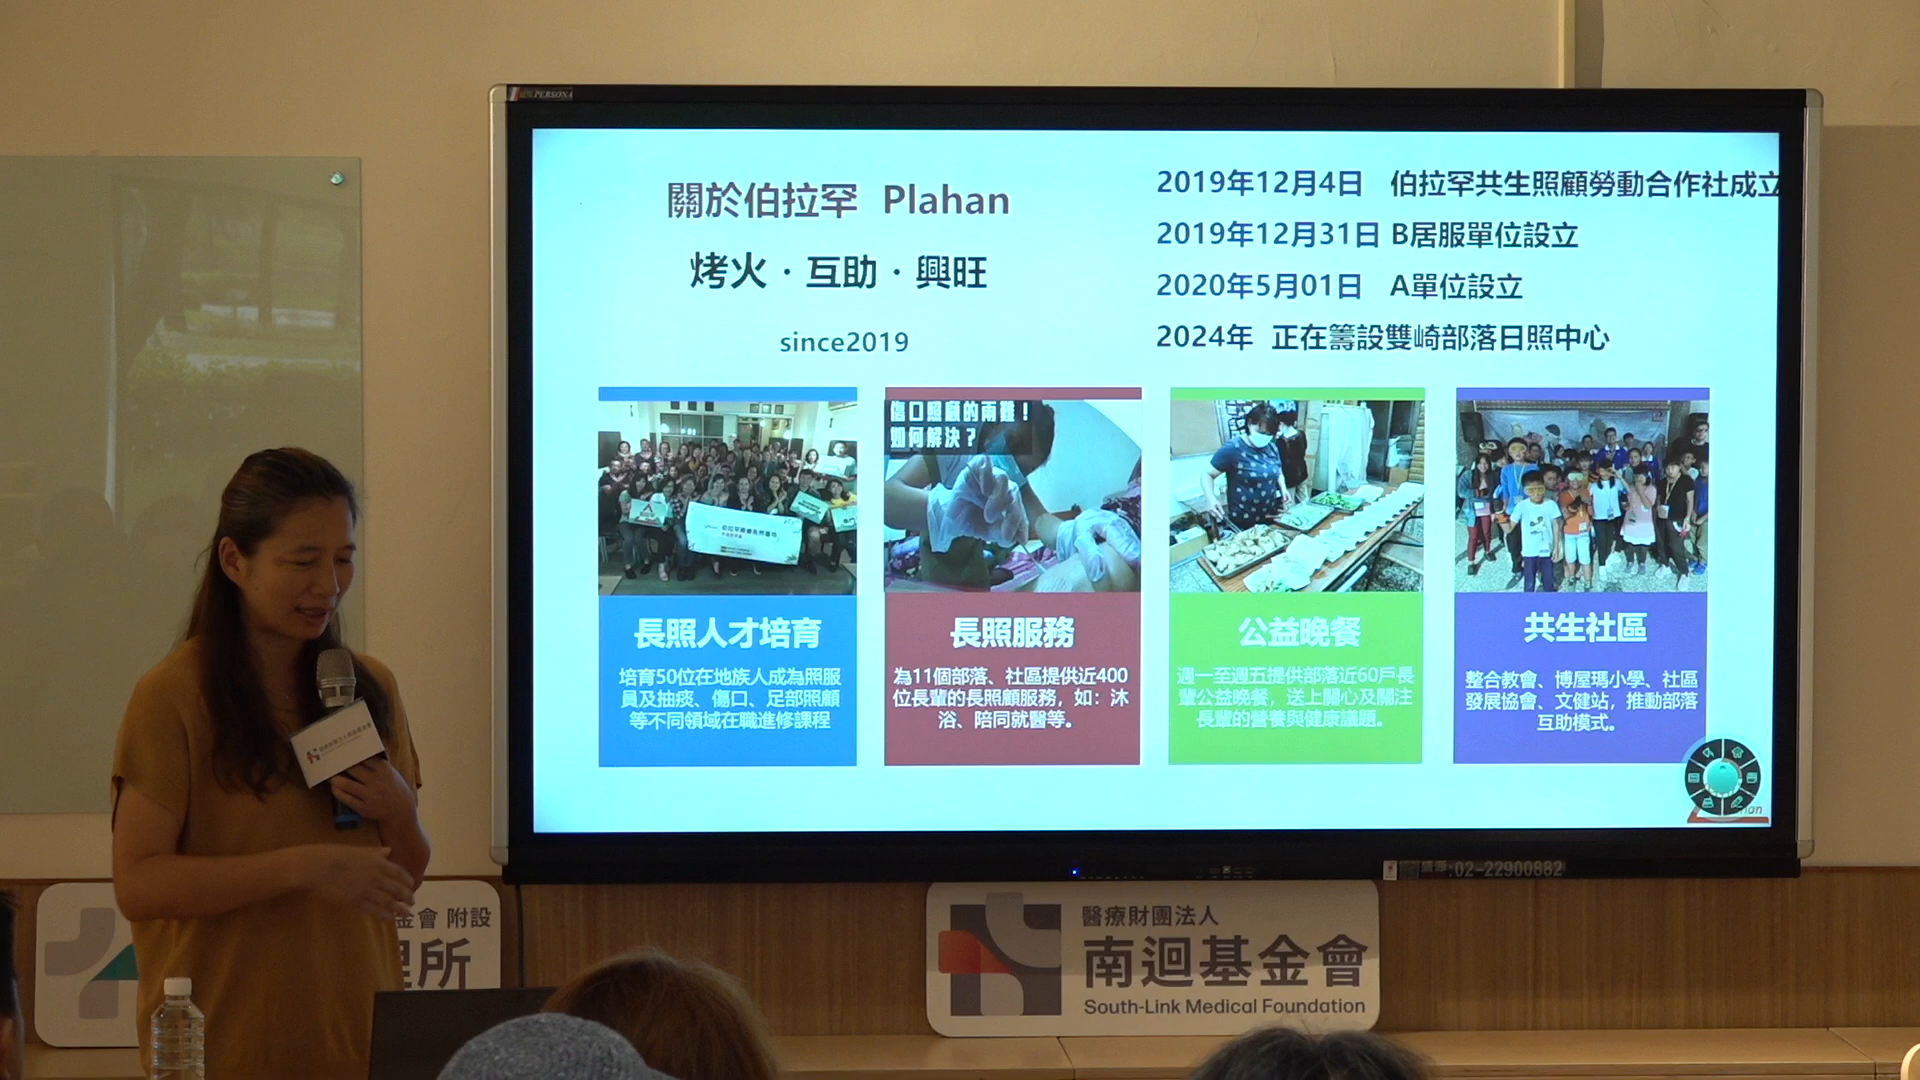 PERSONA
關於伯拉罕 Plahan
烤火·互助·興旺
since2019
2019年12月4日 伯拉罕共生照顧勞動合作社成立
2019年12月31日 B居服單位設立
2020年5月01日 A單位設立
2024年 正在籌設雙崎部落日照中心
長照人才培育
培育50位在地族人成為照服
員及抽痰、傷口、足部照顧
等不同領域在職進修課程
傷口照顧的兩難！
如何解決？
長照服務
為11個部落、社區提供近400
位長輩的長照顧服務，如：沐
浴、陪同就醫等。
公益晚餐
週一至週五提供部落近60戶長
輩公益晚餐，送上關心及關注
長輩的營養與健康議題。
共生社區
整合教會、博屋瑪小學、社區
發展協會、文健站，推動部落
互助模式。
02-22900882
金會 附設
理所
醫療財團法人
南迴基金會
South-Link Medical Foundation